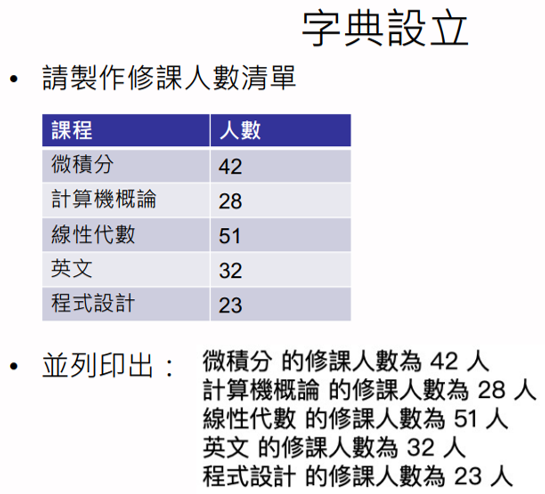 字典設立
• 請製作修課人數清單
課程 人數
微積分 42
計算機概論 28
線性代數 51
英文 32
程式設計 23
• 並列印出：
微積分 的修課人數為 42 人
計算機概論 的修課人數為 28 人
線性代數 的修課人數為 51 人
英文 的修課人數為 32 人
程式設計 的修課人數為 23 人